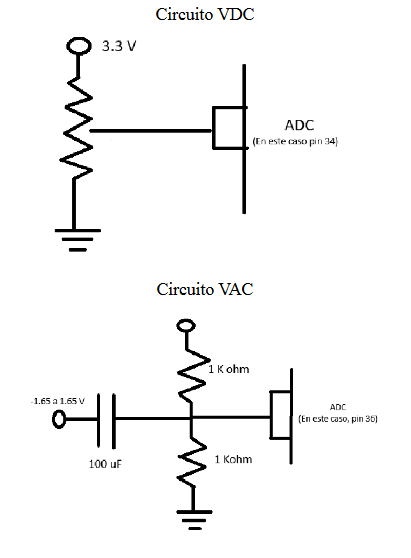 Circuito VDC
3.3 V
ADC
(En este caso pin 34)
Circuito VAC
1 K ohm
-1.65 a 1.65 V
ADC
(En este caso, pin 36)
100 uF
1 Kohm